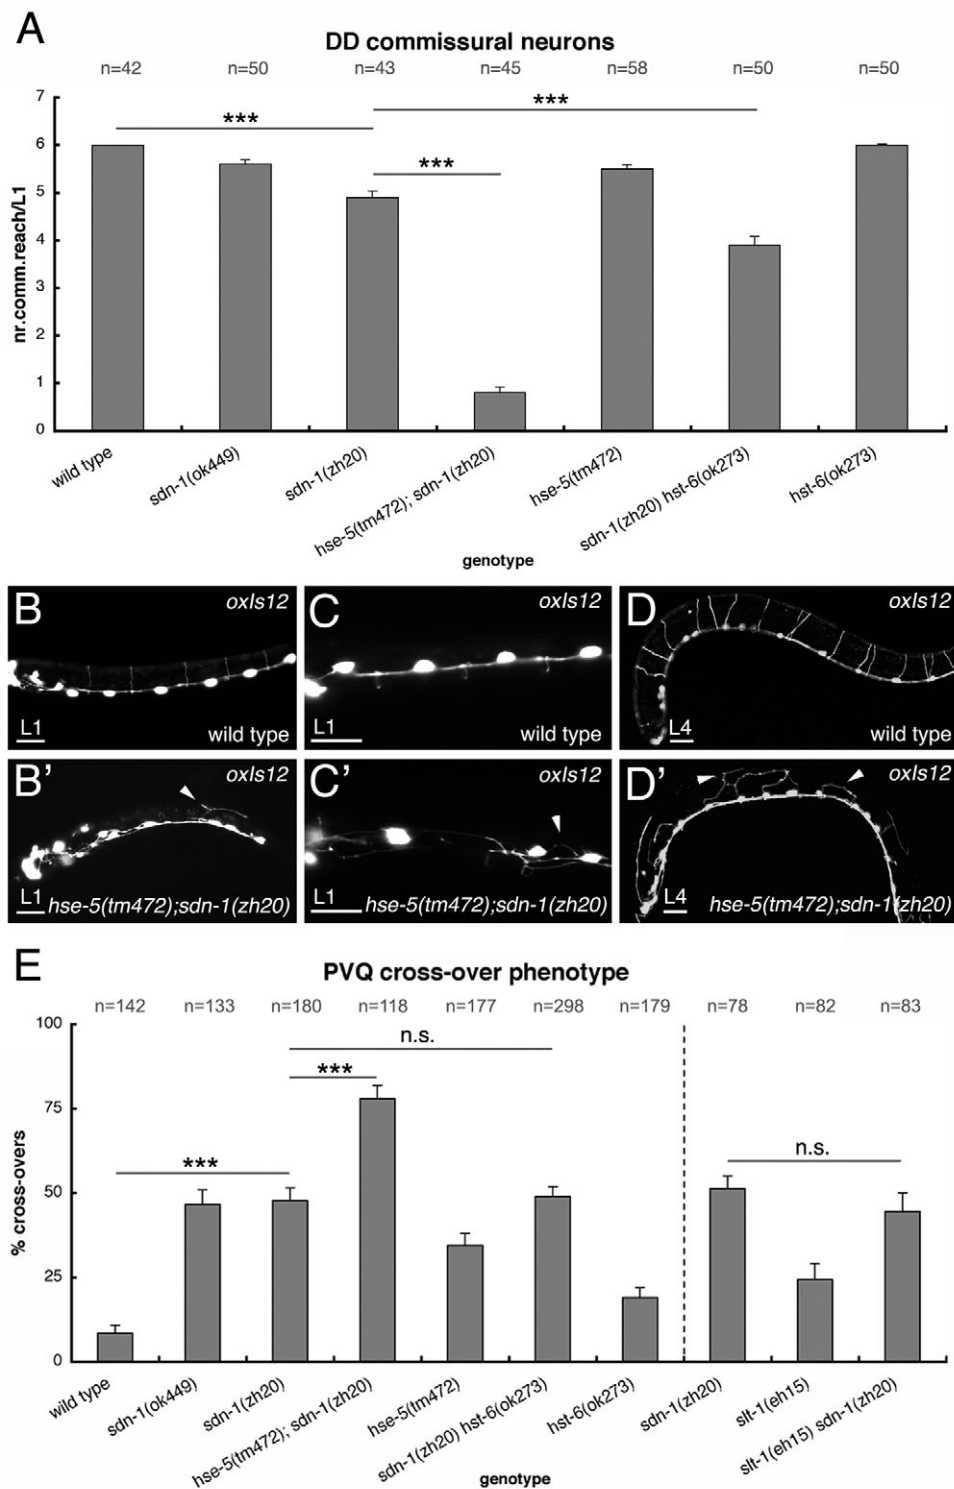 A
DD commissural neurons
n=42 n=50 n=43 n=45 n=58 n=50 n=50
7
6
5
4
3
2
1
0
nr.comm.reach/L1
*** *** ***
wild type
sdn-1(ok449)
sdn-1(zh20)
hse-5(tm472); sdn-1(zh20)
hse-5(tm472)
sdn-1(zh20) hst-6(ok273)
hst-6(ok273)
genotype
B oxIs12
L1 wild type
C oxIs12
L1 wild type
D oxIs12
L4 wild type
B' oxIs12
L1 hse-5(tm472);sdn-1(zh20)
C' oxIs12
L1 hse-5(tm472);sdn-1(zh20)
D' oxIs12
L4 hse-5(tm472);sdn-1(zh20)
E
PVQ cross-over phenotype
n=142 n=133 n=180 n=118 n=177 n=298 n=179 n=78 n=82 n=83
100
75
50
25
0
% cross-overs
n.s.
***
***
n.s.
wild type
sdn-1(ok449)
sdn-1(zh20)
hse-5(tm472); sdn-1(zh20)
hse-5(tm472)
sdn-1(zh20) hst-6(ok273)
hst-6(ok273)
sdn-1(zh20)
slt-1(eh15)
slt-1(eh15) sdn-1(zh20)
genotype